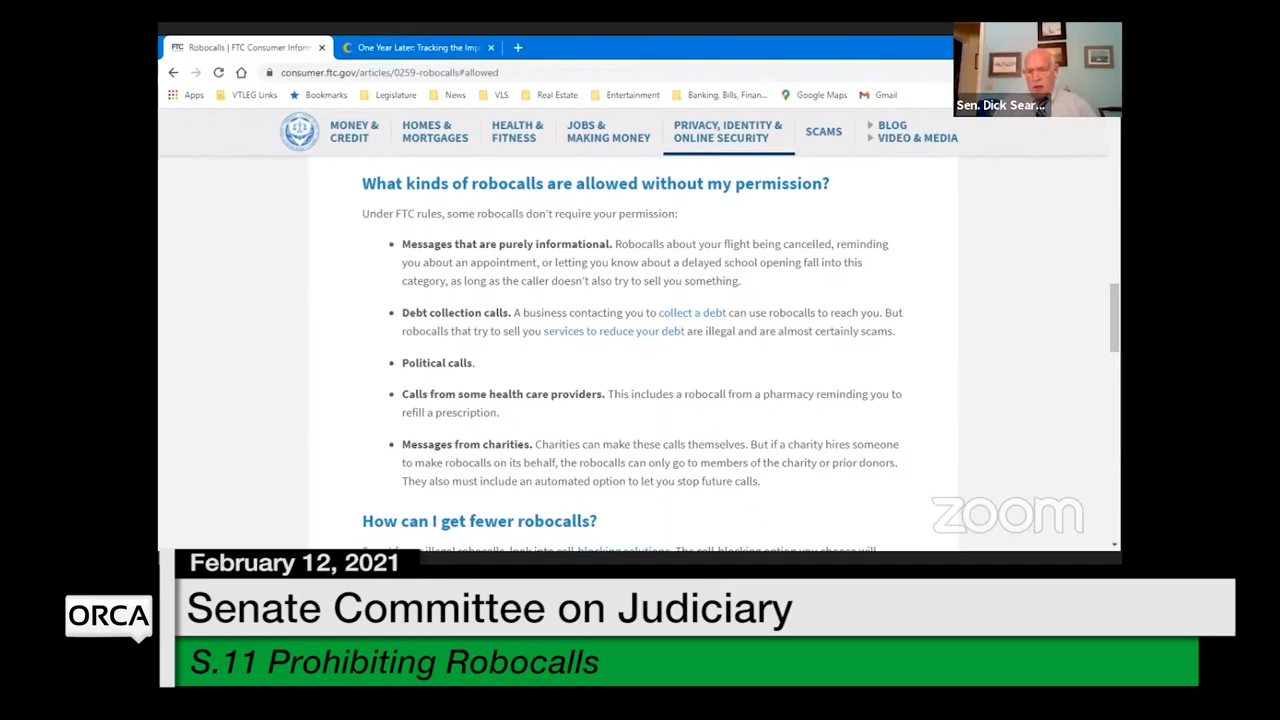 Robocalls | FTC Consumer Inform
One Year Later: Tracking the Imp
consumer.ftc.gov/articles/0259-robocalls#allowed
Apps VTLEG Links Bookmarks Legislature News VLS Real Estate Entertainment Banking, Bills, Finan... Google Maps Gmail
Sen. Dick Sear...
MONEY &
CREDIT
HOMES &
MORTGAGES
HEALTH &
FITNESS
JOBS &
MAKING MONEY
PRIVACY, IDENTITY &
ONLINE SECURITY
SCAMS
BLOG
VIDEO & MEDIA
What kinds of robocalls are allowed without my permission?
Under FTC rules, some robocalls don't require your permission:
• Messages that are purely informational. Robocalls about your flight being cancelled, reminding
you about an appointment, or letting you know about a delayed school opening fall into this
category, as long as the caller doesn't also try to sell you something.
• Debt collection calls. A business contacting you to collect a debt can use robocalls to reach you. But
robocalls that try to sell you services to reduce your debt are illegal and are almost certainly scams.
• Political calls.
• Calls from some health care providers. This includes a robocall from a pharmacy reminding you to
refill a prescription.
• Messages from charities. Charities can make these calls themselves. But if a charity hires someone
to make robocalls on its behalf, the robocalls can only go to members of the charity or prior donors.
They also must include an automated option to let you stop future calls.
zoom
How can I get fewer robocalls?
February 12, 2021
ORCA
Senate Committee on Judiciary
S.11 Prohibiting Robocalls